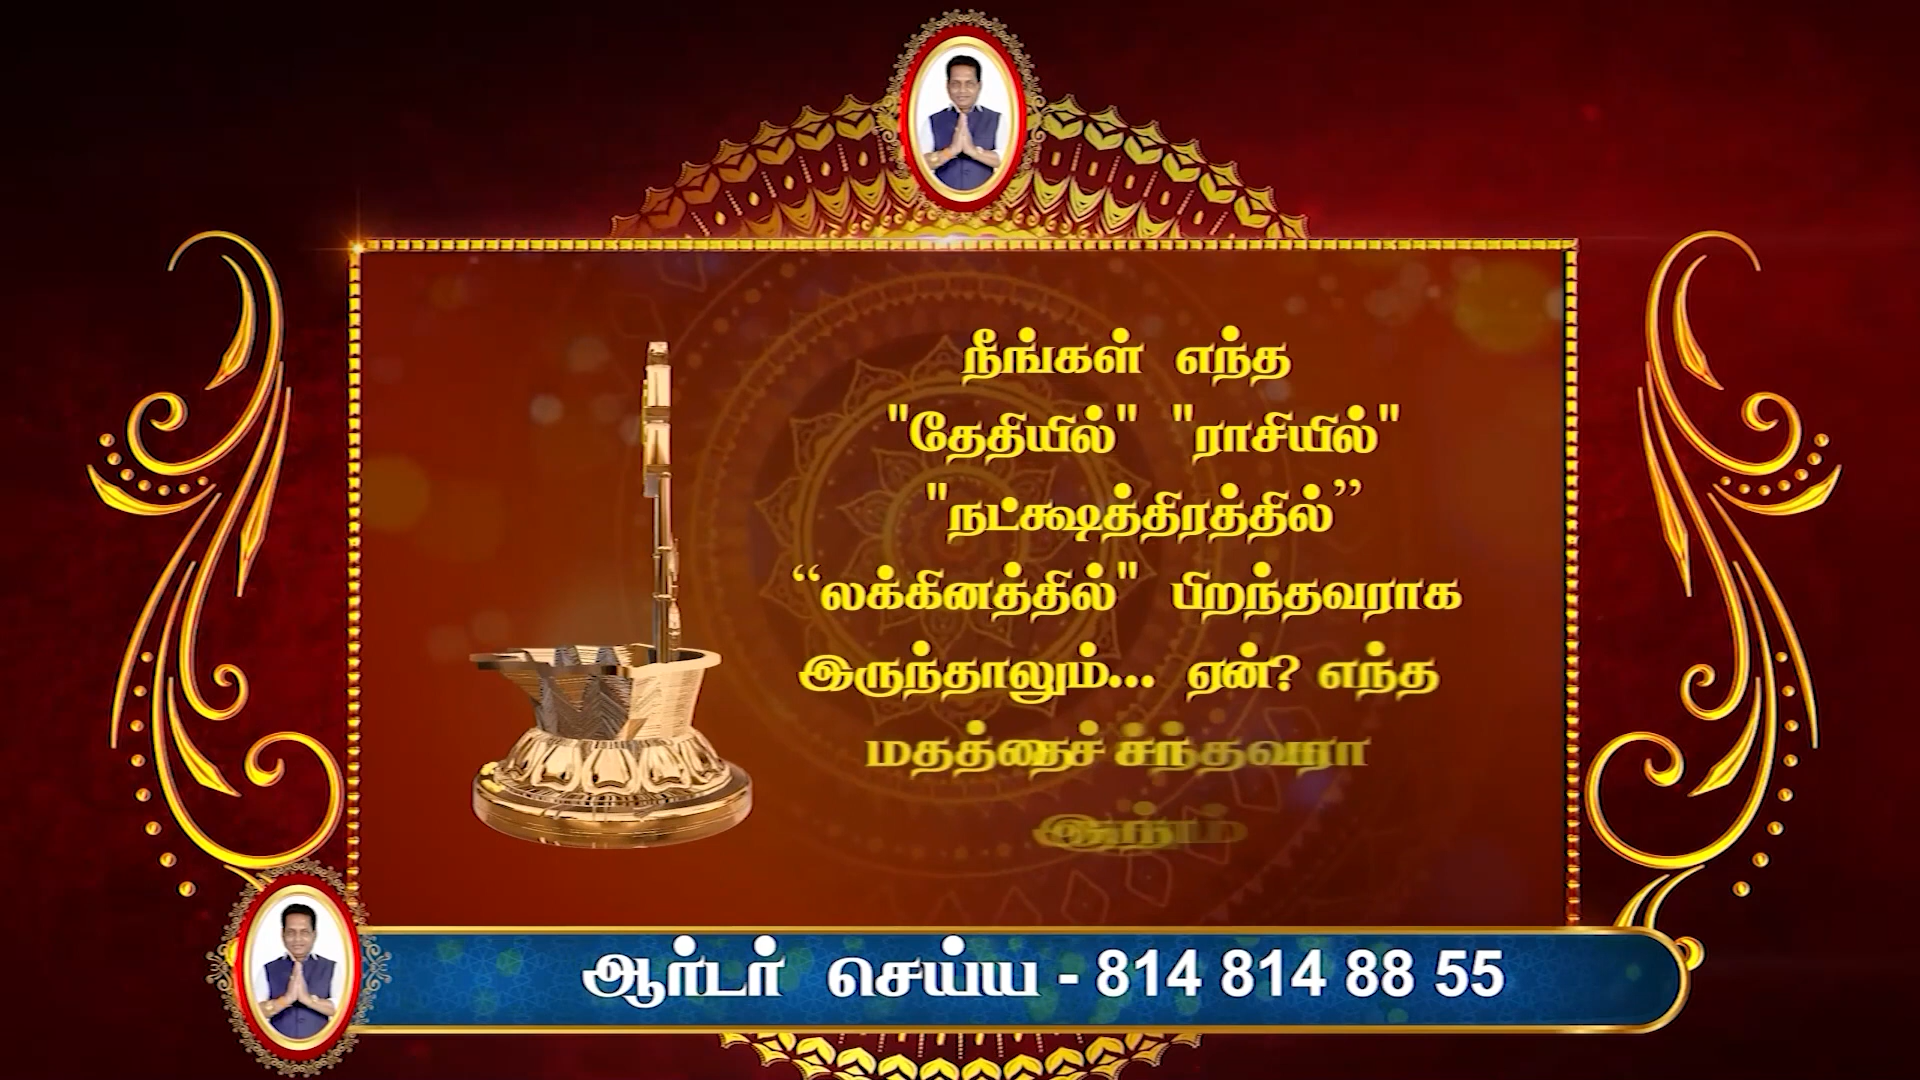 நீங்கள் எந்த
"தேதியில்" "ராசியில்"
"நட்க்ஷத்திரத்தில்”
“லக்கினத்தில்" பிறந்தவராக
இருந்தாலும்... ஏன்? எந்த
ஆர்டர் செய்ய - 814 814 88 55